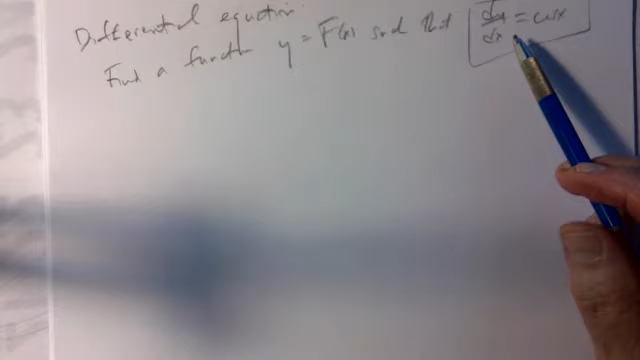 Differential equation
Find a function y = F(x) such that dy/dx = cos x